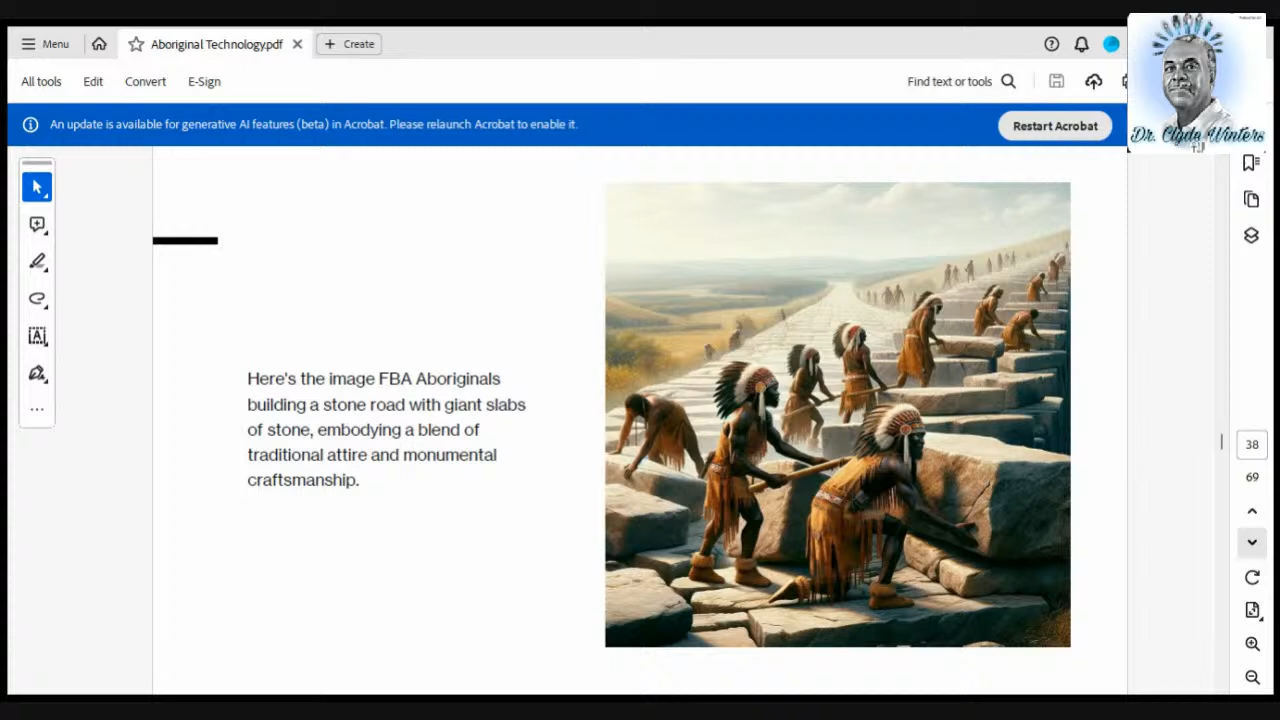 Menu
Aboriginal Technology.pdf
Create
All tools
Edit
Convert
E-Sign
Find text or tools
An update is available for generative AI features (beta) in Acrobat. Please relaunch Acrobat to enable it.
Restart Acrobat
Dr. Clyde Winters
Here's the image FBA Aboriginals
building a stone road with giant slabs
of stone, embodying a blend of
traditional attire and monumental
craftsmanship.
38
69